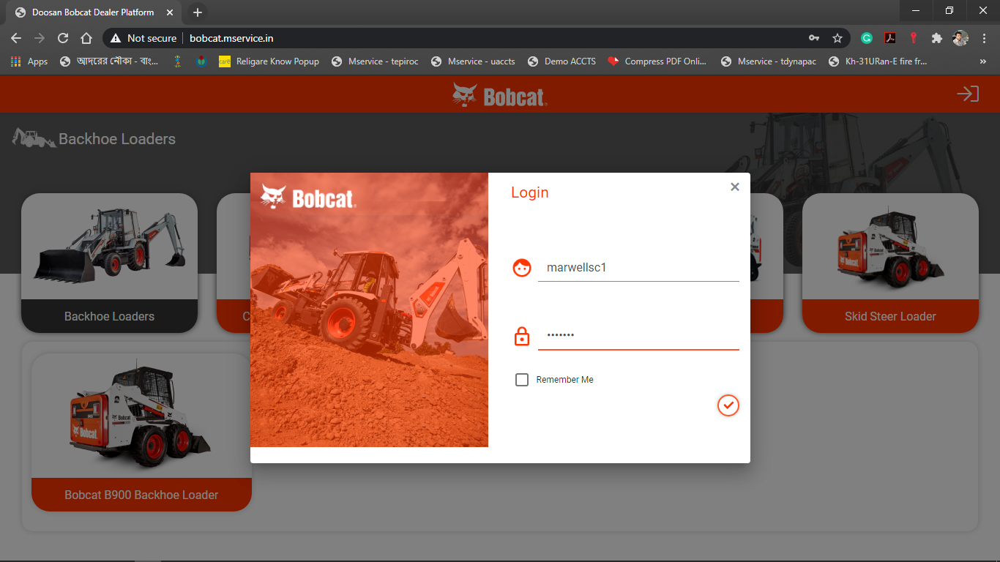 Doosan Bobcat Dealer Platform
Not secure
bobcat.mservice.in
Apps
আদরের নৌকা - বাং...
care
Religare Know Popup
Mservice - tepiroc
Mservice - uaccts
Demo ACCTS
Compress PDF Onli...
Mservice - tdynapac
Kh-31URan-E fire fr...
»
Bobcat
Backhoe Loaders
Bobcat
Login
marwellsc1
•••••••
Remember Me
Backhoe Loaders
C
Skid Steer Loader
Bobcat
Bobcat B900 Backhoe Loader